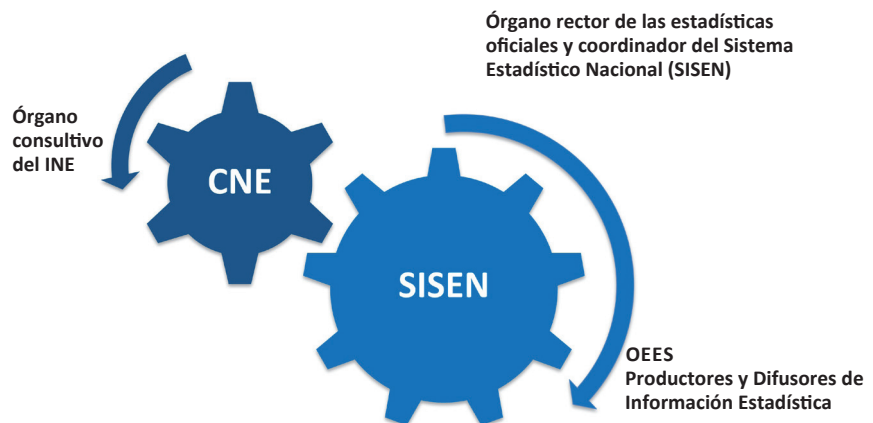 Órgano rector de las estadísticas
oficiales y coordinador del Sistema
Estadístico Nacional (SISEN)
Órgano
consultivo
del INE
CNE
SISEN
OEES
Productores y Difusores de
Información Estadística